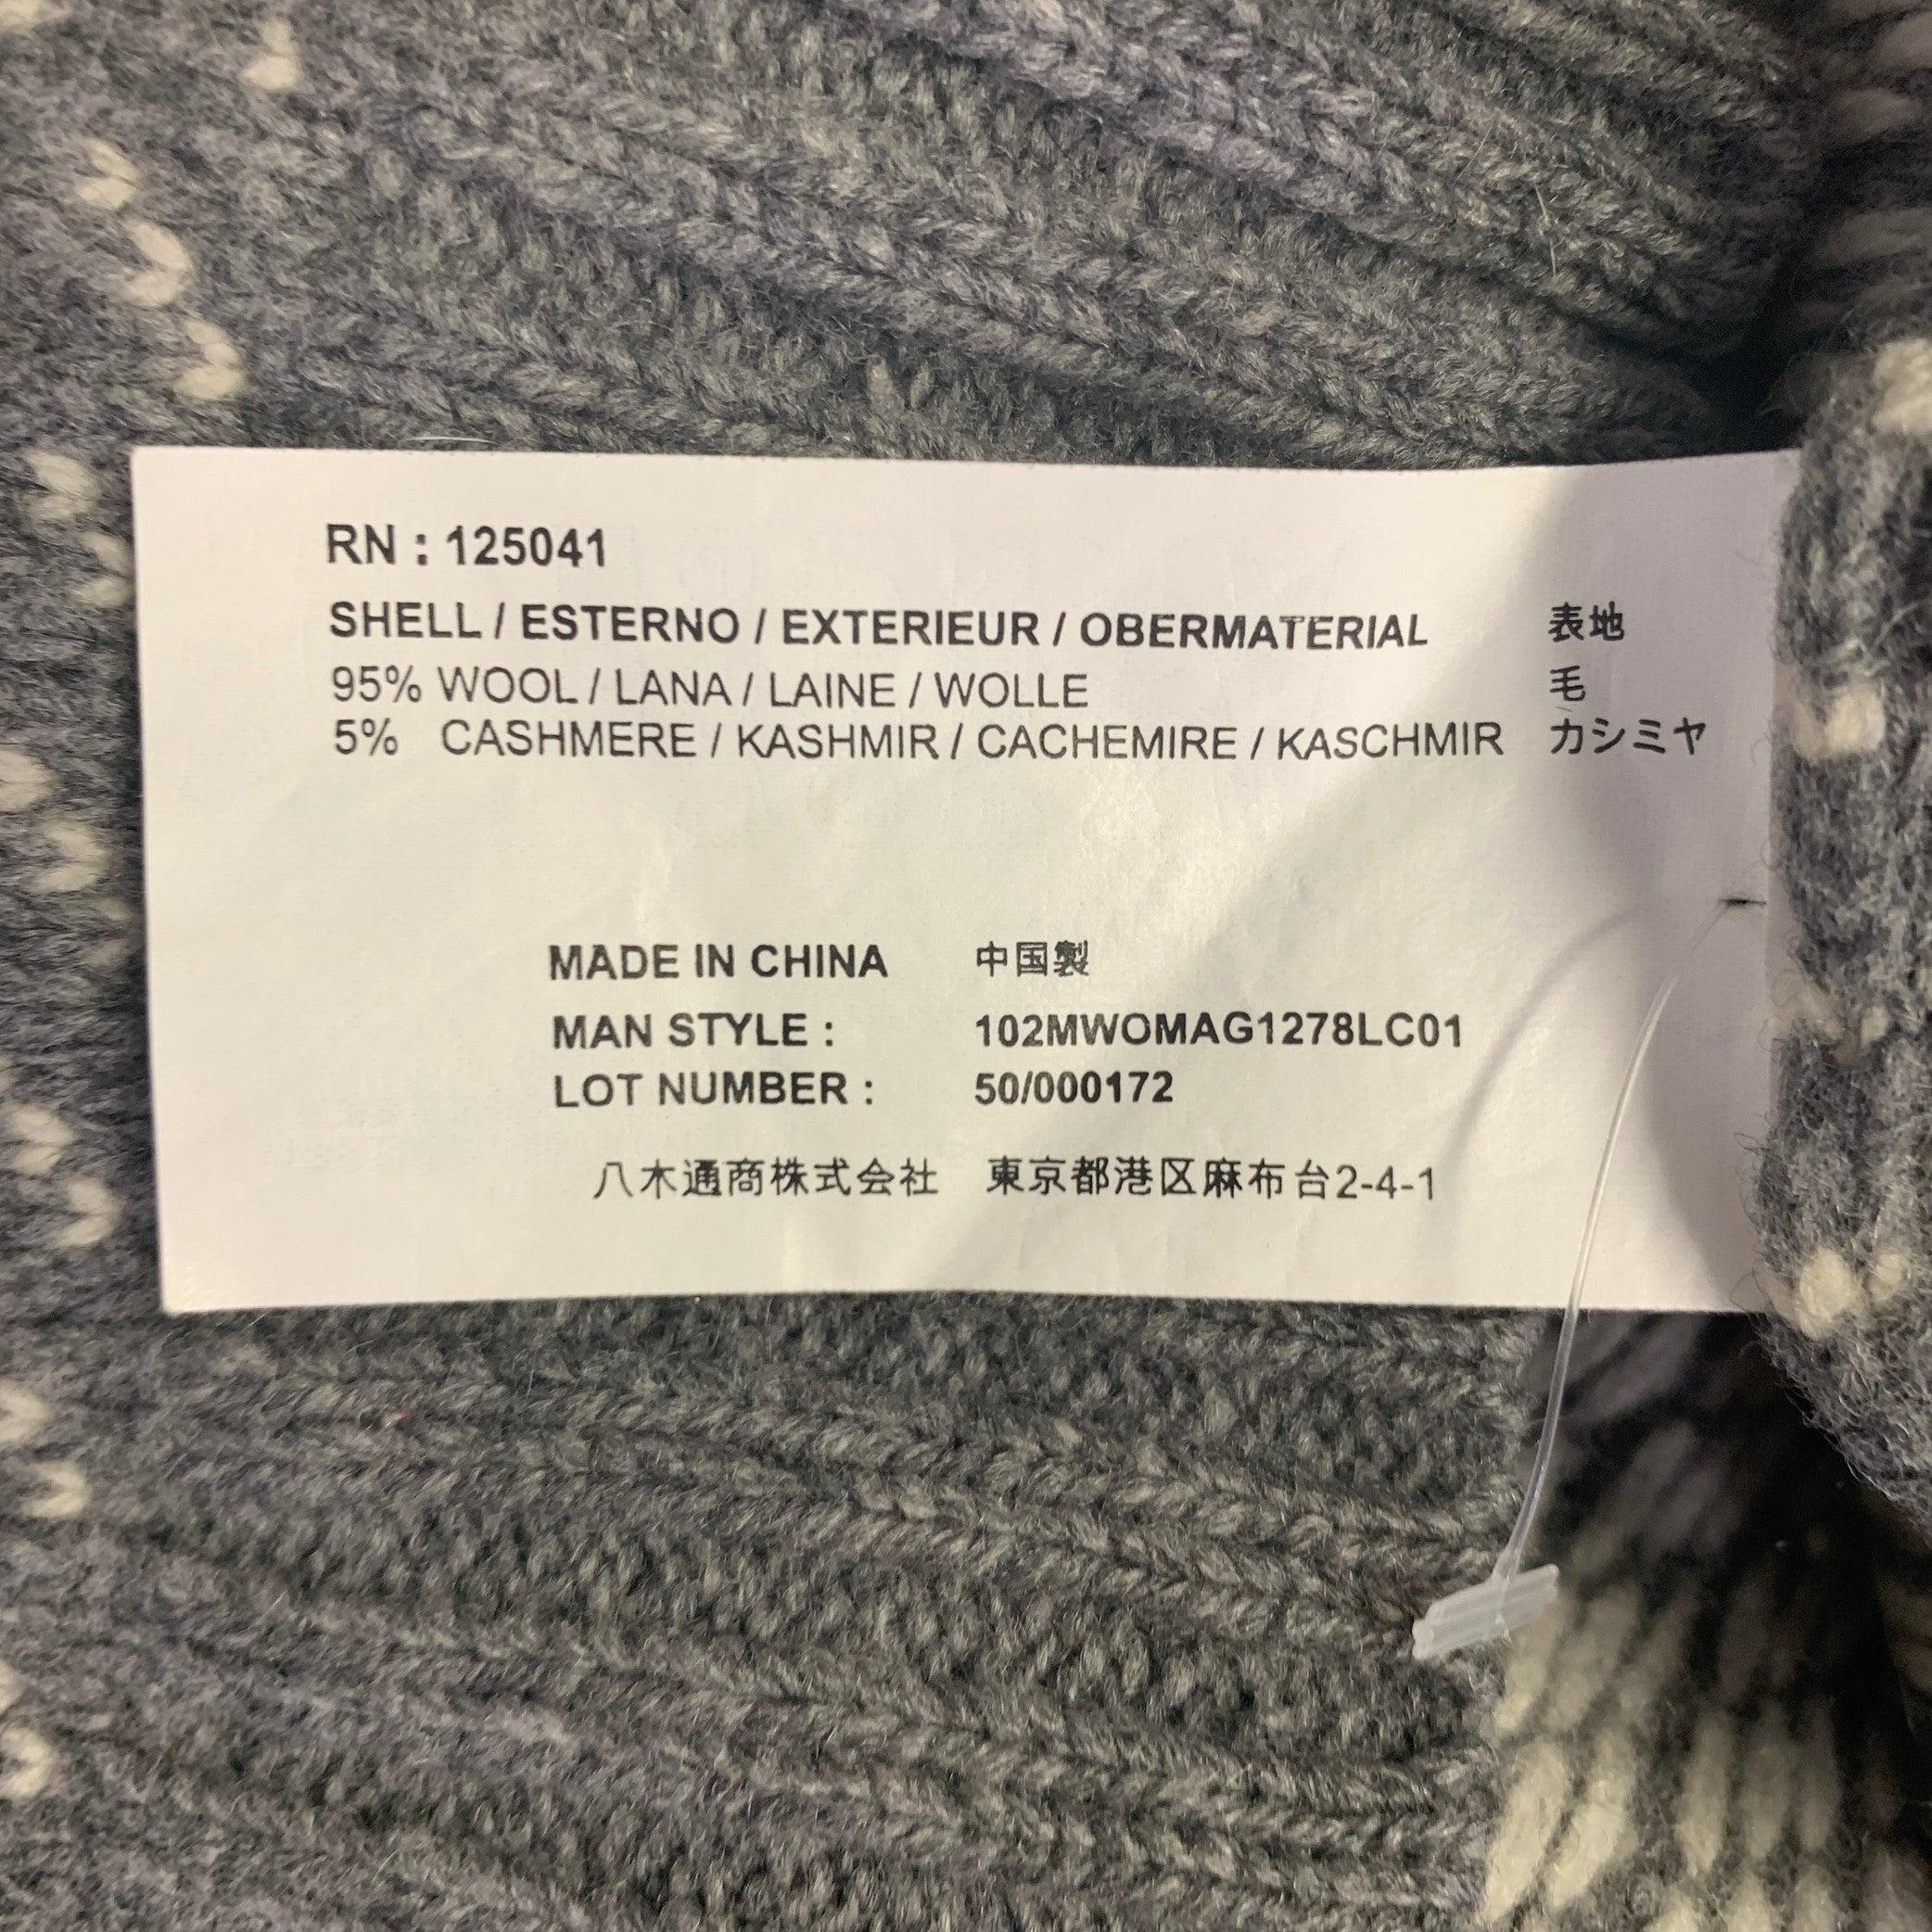 RN : 125041
SHELL / ESTERNO / EXTERIEUR / OBERMATERIAL 表地
95% WOOL / LANA / LAINE / WOLLE 毛
5% CASHMERE / KASHMIR / CACHEMIRE / KASCHMIR カシミヤ
MADE IN CHINA 中国製
MAN STYLE : 102MWOMAG1278LC01
LOT NUMBER : 50/000172
八木通商株式会社 東京都港区麻布台2-4-1